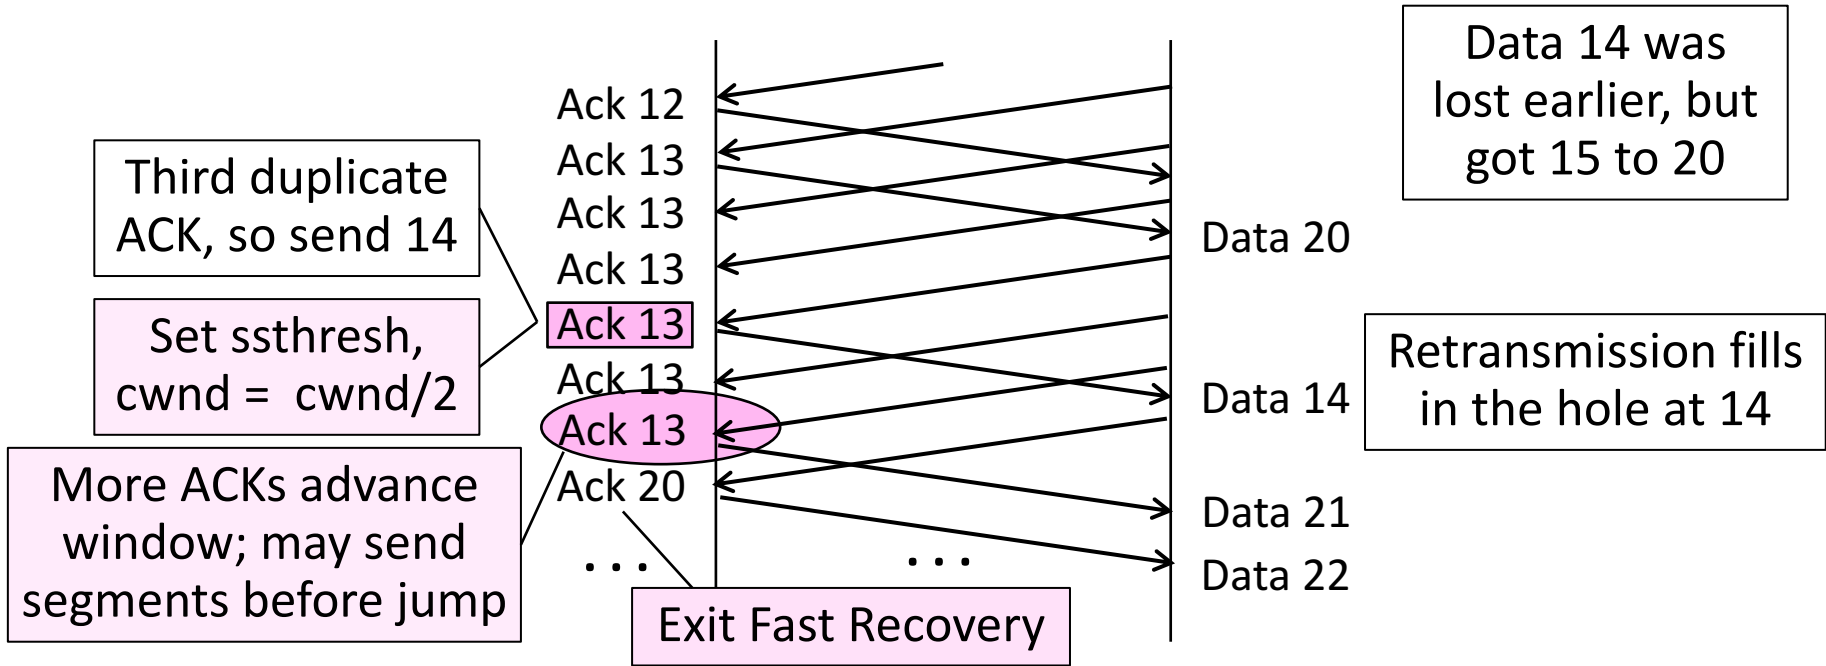 Data 14 was
lost earlier, but
got 15 to 20
Ack 12
Ack 13
Third duplicate
ACK, so send 14
Ack 13
Data 20
Ack 13
Set ssthresh,
cwnd = cwnd/2
Ack 13
Ack 13
Data 14
Retransmission fills
in the hole at 14
Ack 13
More ACKs advance
window; may send
segments before jump
Ack 20
Data 21
. . .
. . .
Data 22
Exit Fast Recovery